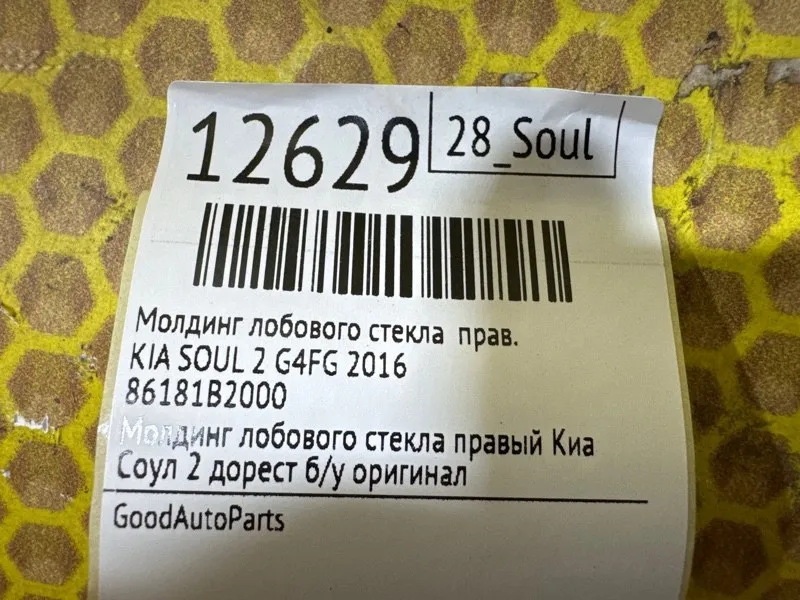 12629 28_Soul
Молдинг лобового стекла прав.
KIA SOUL 2 G4FG 2016
86181B2000
Молдинг лобового стекла правый Киа
Соул 2 дорест б/у оригинал
GoodAutoParts